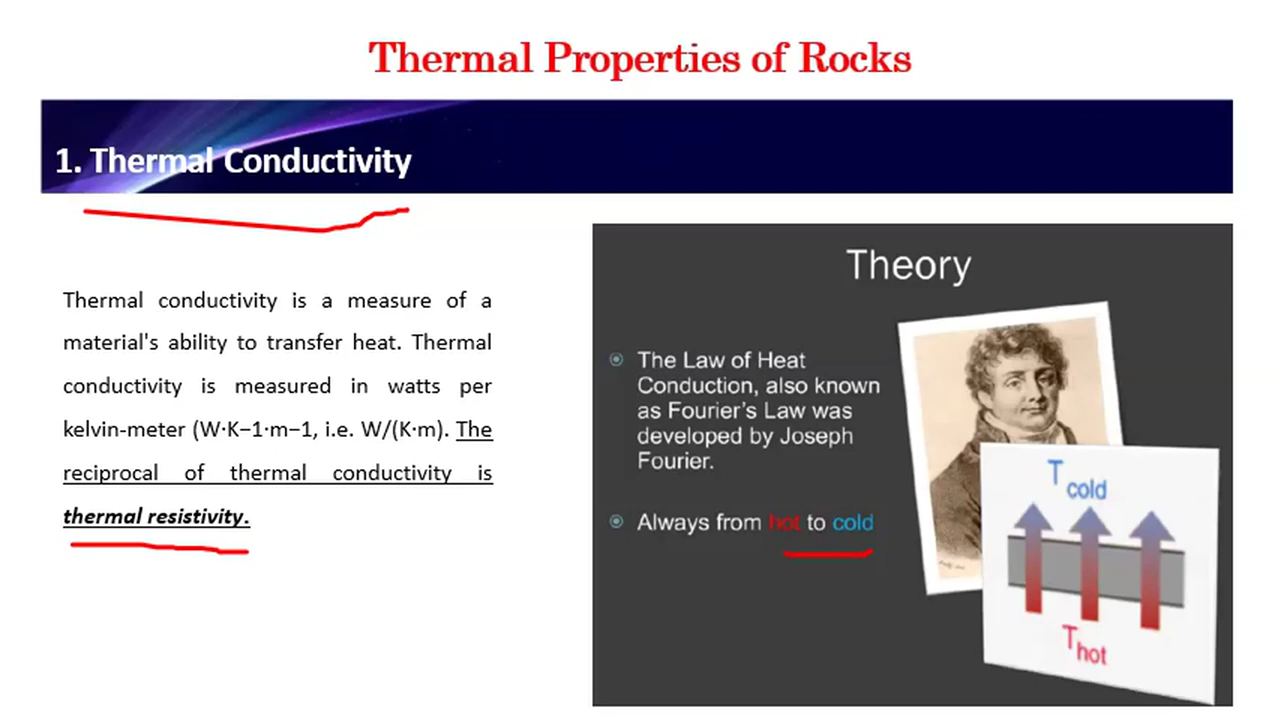 Thermal Properties of Rocks
1. Thermal Conductivity
Thermal conductivity is a measure of a
material's ability to transfer heat. Thermal
conductivity is measured in watts per
kelvin-meter (W·K−1·m−1, i.e. W/(K·m). The
reciprocal of thermal conductivity is
thermal resistivity.
Theory
The Law of Heat
Conduction, also known
as Fourier's Law was
developed by Joseph
Fourier.
Always from hot to cold
T cold
T hot